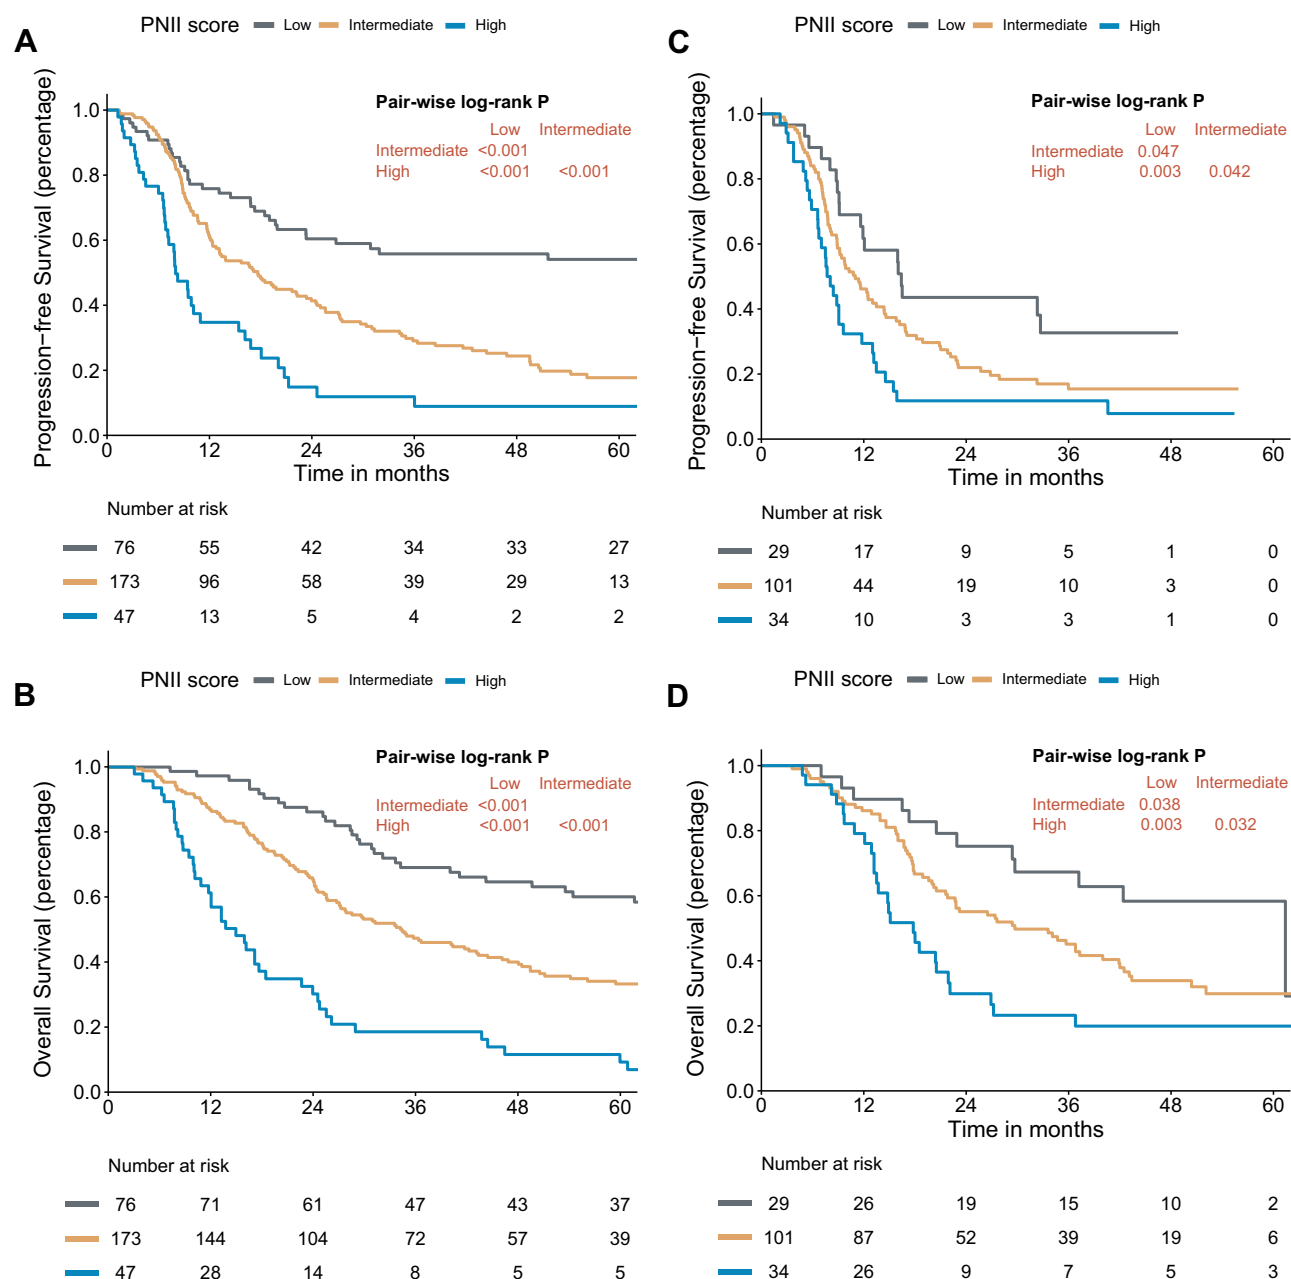 PNII score Low Intermediate High
A
Pair-wise log-rank P
Low Intermediate
Intermediate <0.001
High <0.001 <0.001
Progression−free Survival (percentage)
1.0
0.8
0.6
0.4
0.2
0.0
0 12 24 36 48 60
Time in months
Number at risk
76 55 42 34 33 27
173 96 58 39 29 13
47 13 5 4 2 2
PNII score Low Intermediate High
C
Pair-wise log-rank P
Low Intermediate
Intermediate 0.047
High 0.003 0.042
Progression−free Survival (percentage)
1.0
0.8
0.6
0.4
0.2
0.0
0 12 24 36 48 60
Time in months
Number at risk
29 17 9 5 1 0
101 44 19 10 3 0
34 10 3 3 1 0
PNII score Low Intermediate High
B
Pair-wise log-rank P
Low Intermediate
Intermediate <0.001
High <0.001 <0.001
Overall Survival (percentage)
1.0
0.8
0.6
0.4
0.2
0.0
0 12 24 36 48 60
Number at risk
76 71 61 47 43 37
173 144 104 72 57 39
47 28 14 8 5 5
PNII score Low Intermediate High
D
Pair-wise log-rank P
Low Intermediate
Intermediate 0.038
High 0.003 0.032
Overall Survival (percentage)
1.0
0.8
0.6
0.4
0.2
0.0
0 12 24 36 48 60
Time in months
Number at risk
29 26 19 15 10 2
101 87 52 39 19 6
34 26 9 7 5 3